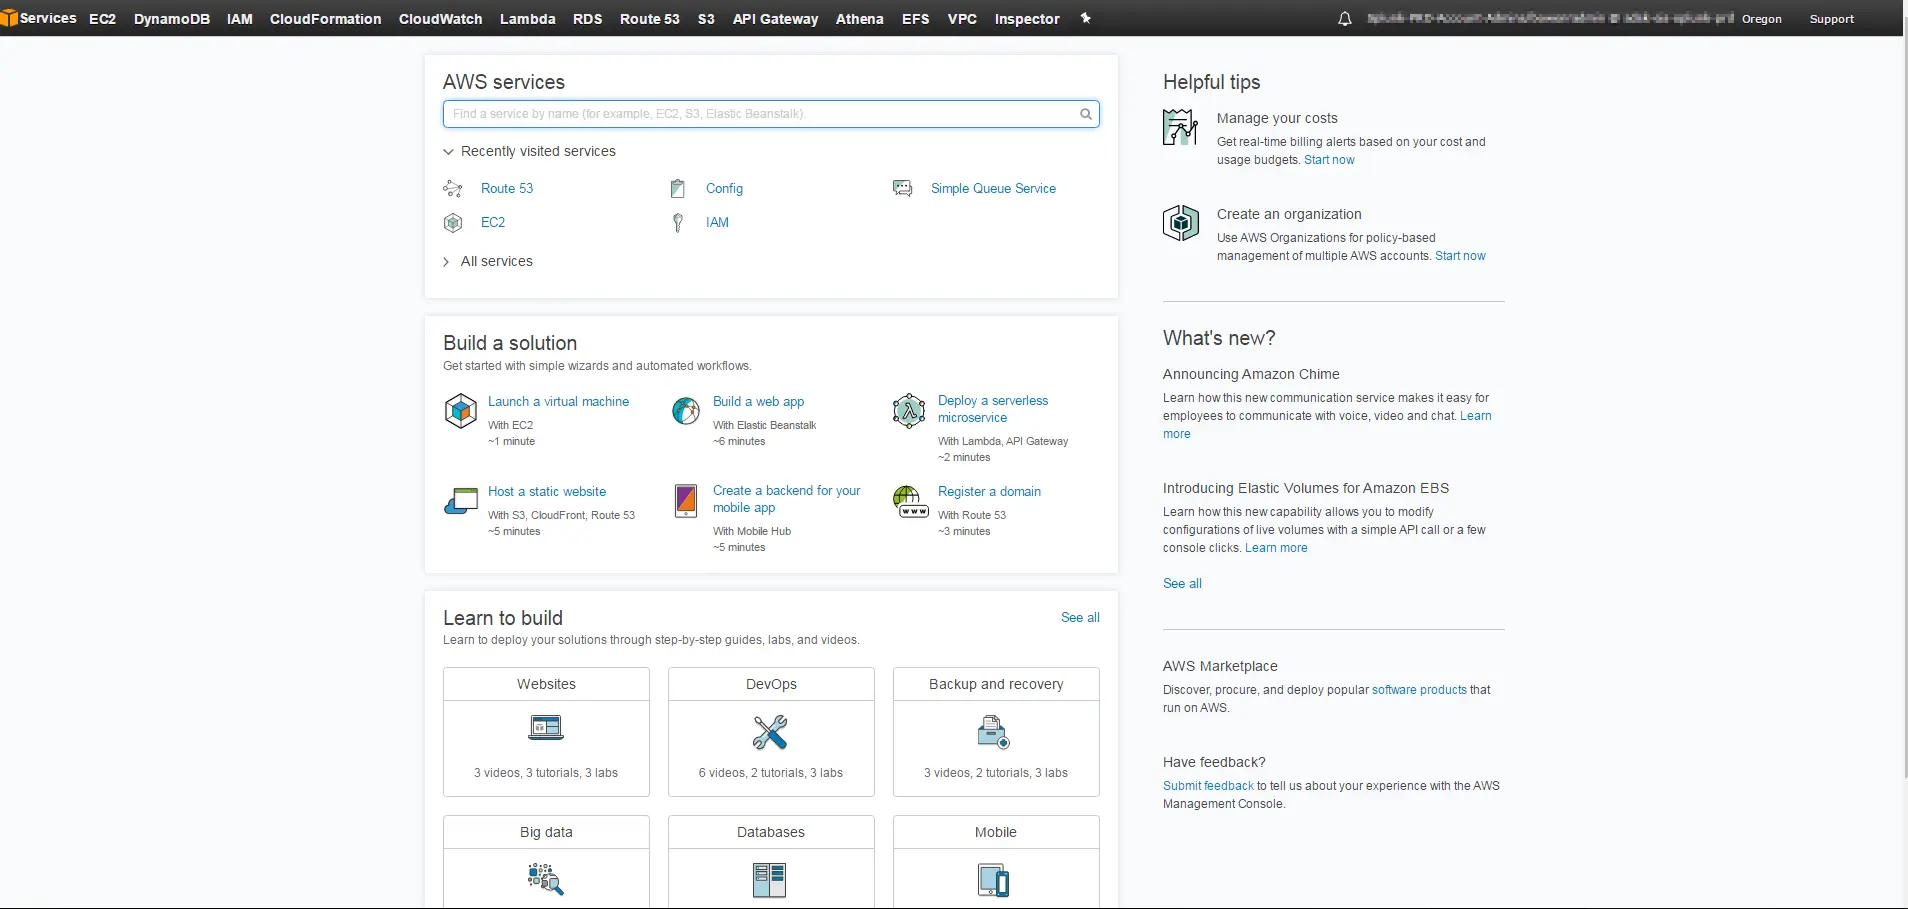 Services EC2 DynamoDB IAM CloudFormation CloudWatch Lambda RDS Route 53 S3 API Gateway Athena EFS VPC Inspector Oregon Support
AWS services
Find a service by name (for example, EC2, S3, Elastic Beanstalk).
Recently visited services
Route 53 Config Simple Queue Service
EC2 IAM
All services
Build a solution
Get started with simple wizards and automated workflows.
Launch a virtual machine
With EC2
~1 minute
Build a web app
With Elastic Beanstalk
~6 minutes
Deploy a serverless
microservice
With Lambda, API Gateway
~2 minutes
Host a static website
With S3, CloudFront, Route 53
~5 minutes
Create a backend for your
mobile app
With Mobile Hub
~5 minutes
Register a domain
www
With Route 53
~3 minutes
Learn to build See all
Learn to deploy your solutions through step-by-step guides, labs, and videos.
Websites
3 videos, 3 tutorials, 3 labs
DevOps
6 videos, 2 tutorials, 3 labs
Backup and recovery
3 videos, 2 tutorials, 3 labs
Big data
Databases
Mobile
Helpful tips
Manage your costs
Get real-time billing alerts based on your cost and
usage budgets. Start now
Create an organization
Use AWS Organizations for policy-based
management of multiple AWS accounts. Start now
What's new?
Announcing Amazon Chime
Learn how this new communication service makes it easy for
employees to communicate with voice, video and chat. Learn
more
Introducing Elastic Volumes for Amazon EBS
Learn how this new capability allows you to modify
configurations of live volumes with a simple API call or a few
console clicks. Learn more
See all
AWS Marketplace
Discover, procure, and deploy popular software products that
run on AWS.
Have feedback?
Submit feedback to tell us about your experience with the AWS
Management Console.